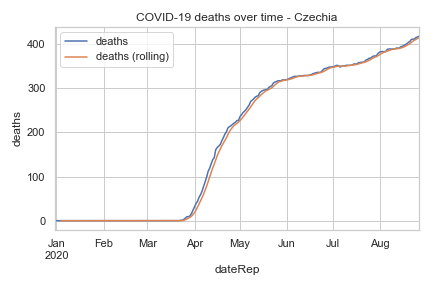 COVID-19 deaths over time - Czechia
deaths
deaths (rolling)
deaths
400
300
200
100
0
Jan Feb Mar Apr May Jun Jul Aug
2020
dateRep